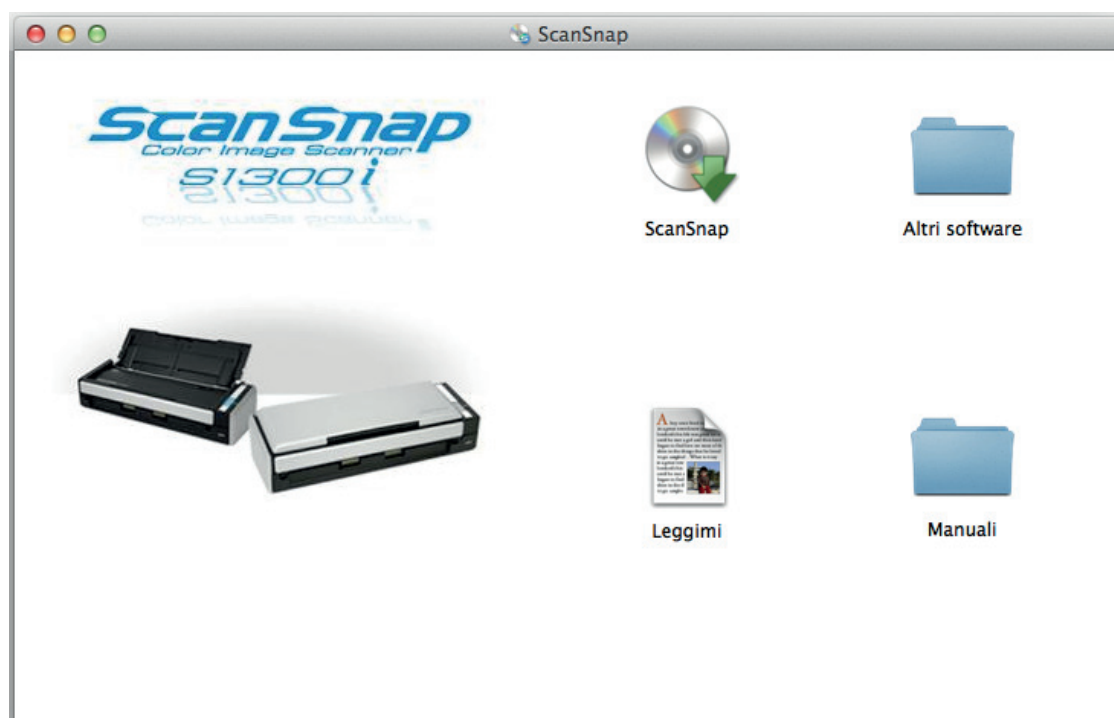 ScanSnap
ScanSnap
Color Image Scanner
S1300i
ScanSnap
Altri software
Leggimi
Manuali